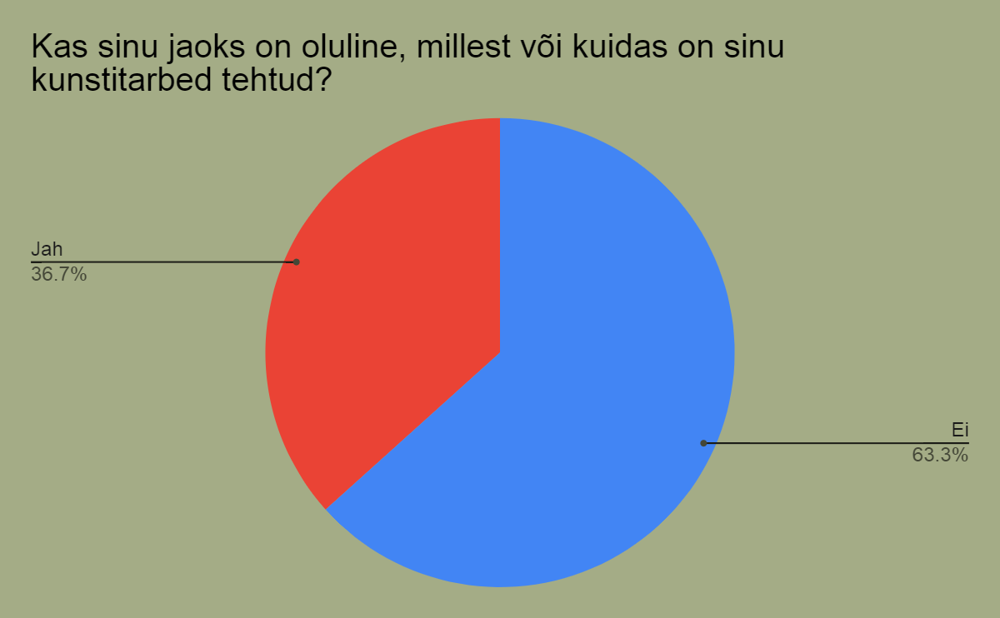 Kas sinu jaoks on oluline, millest või kuidas on sinu
kunstitarbed tehtud?
Jah
36.7%
Ei
63.3%